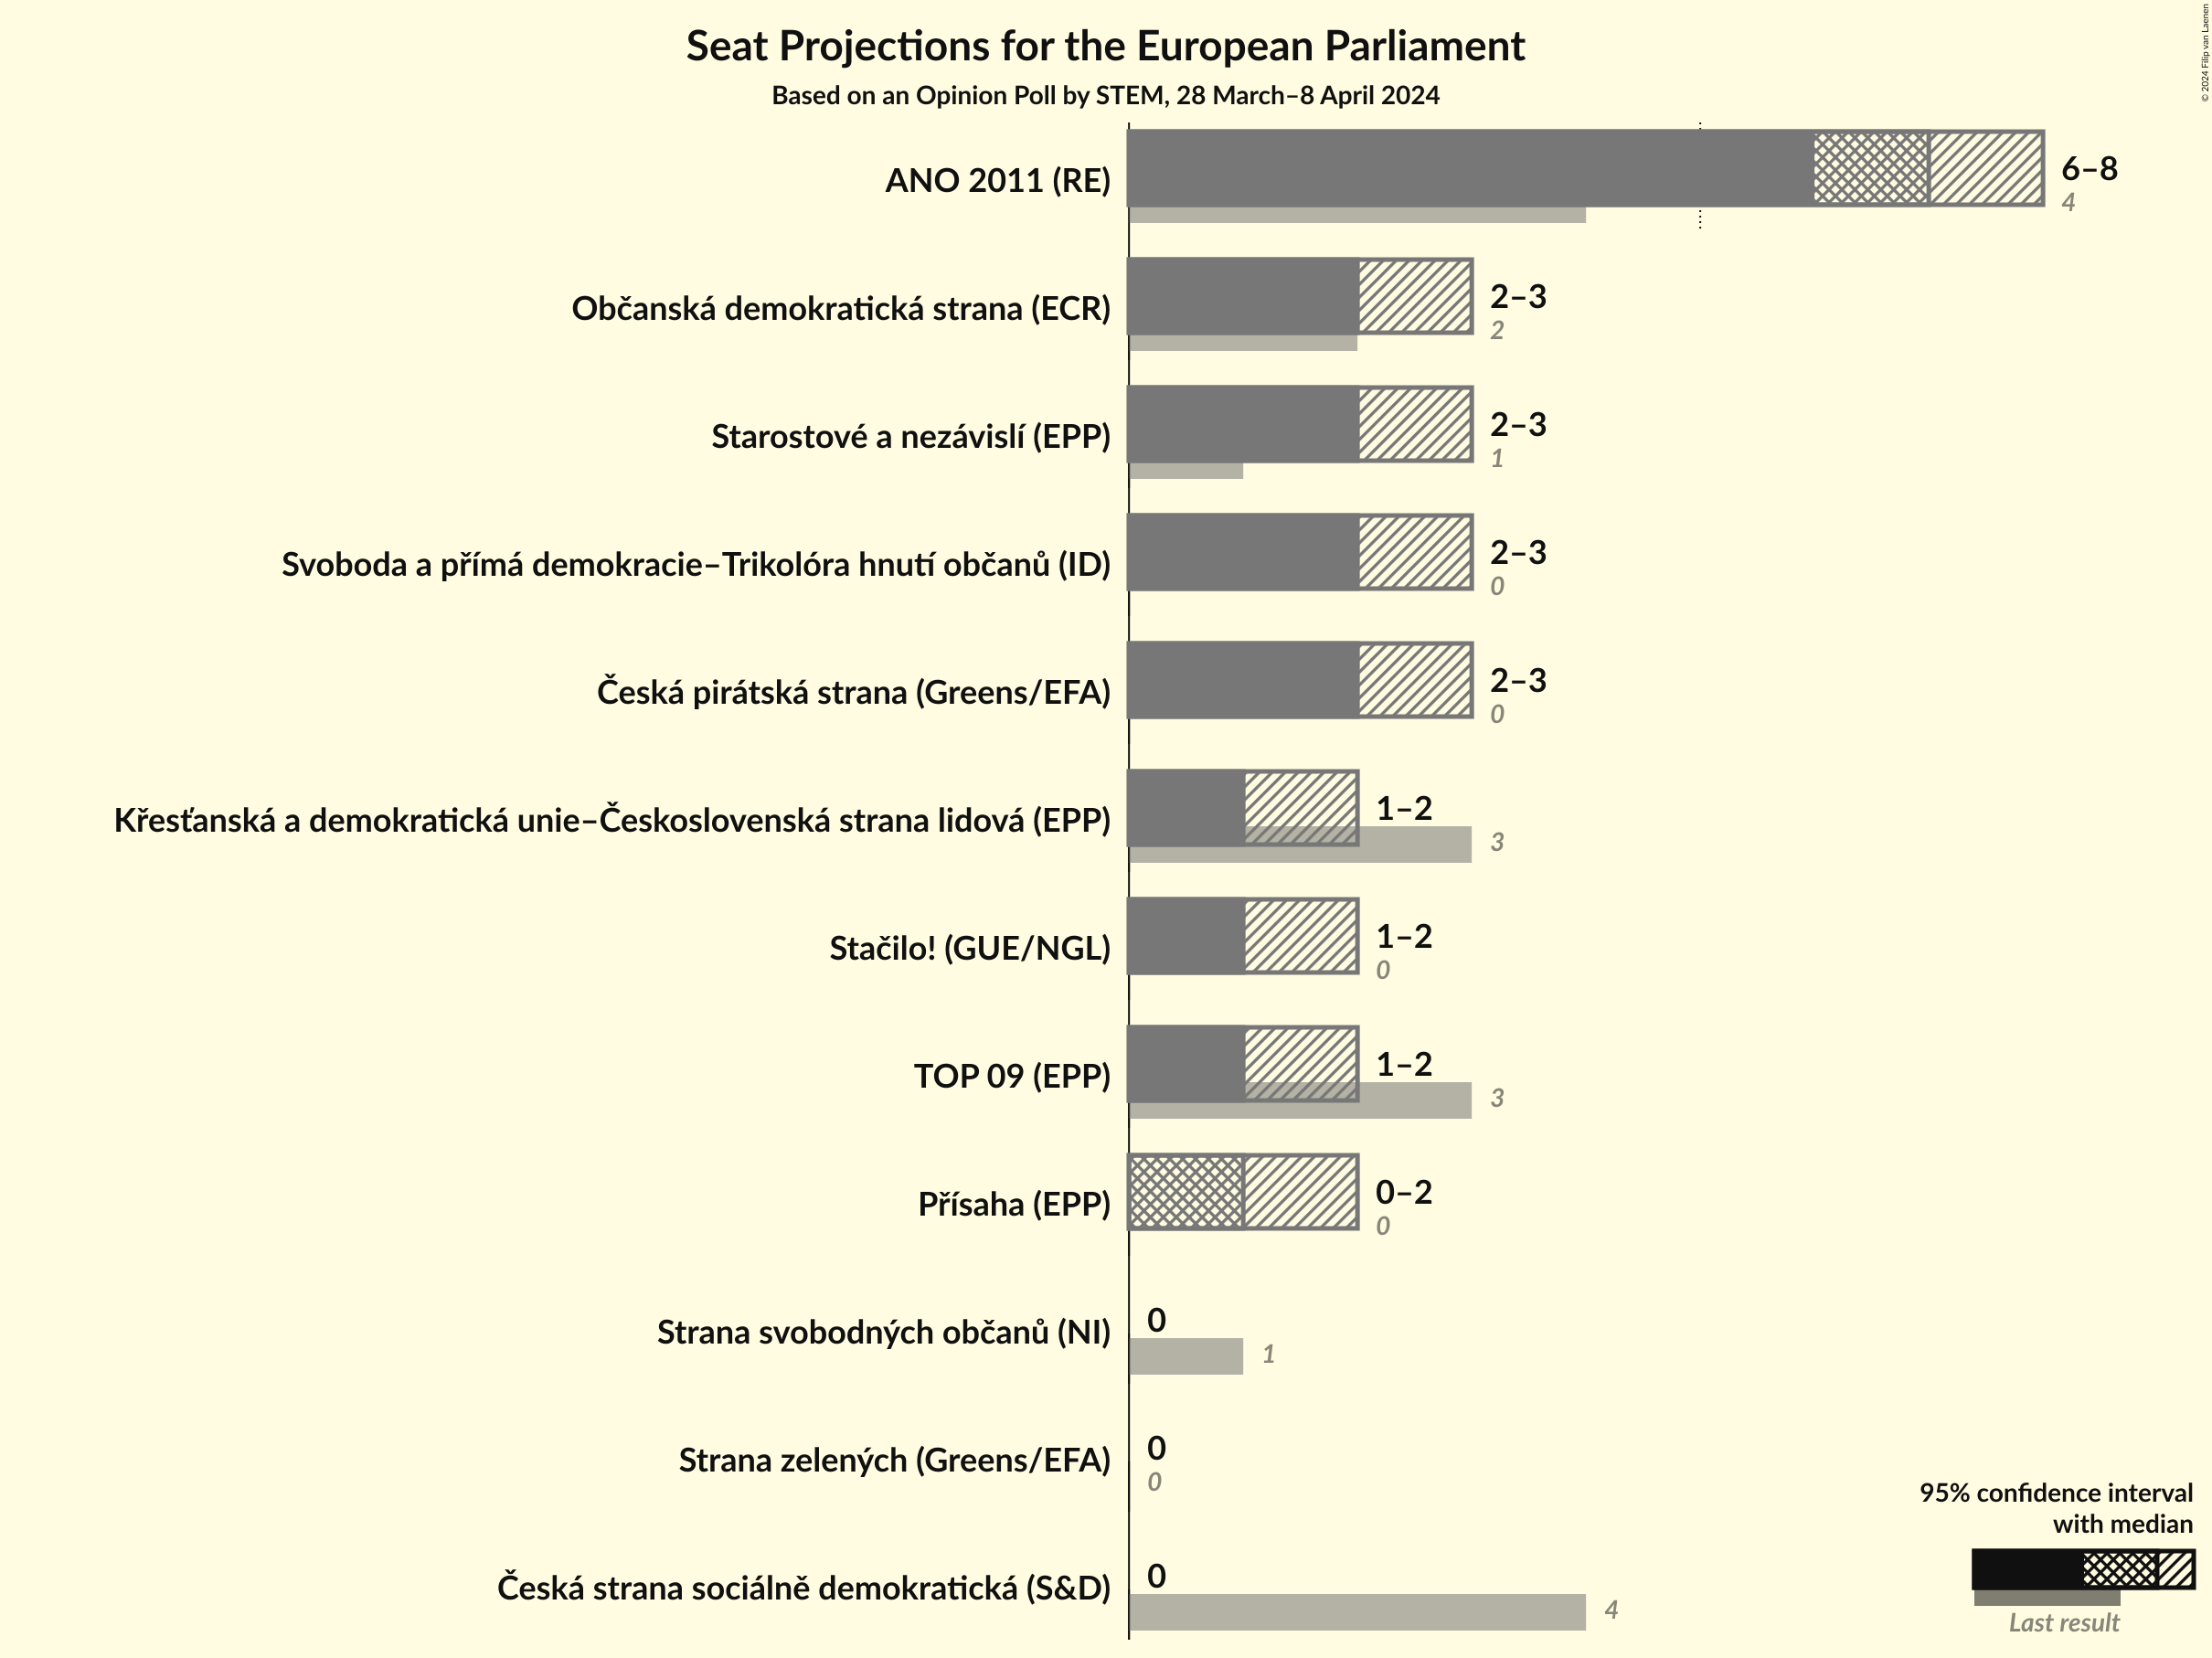 Seat Projections for the European Parliament
Based on an Opinion Poll by STEM, 28 March–8 April 2024
© 2024 Filip van Laenen
ANO 2011 (RE)
6–8
4
Občanská demokratická strana (ECR)
2–3
2
Starostové a nezávislí (EPP)
2–3
1
Svoboda a přímá demokracie–Trikolóra hnutí občanů (ID)
2–3
0
Česká pirátská strana (Greens/EFA)
2–3
0
Křesťanská a demokratická unie–Československá strana lidová (EPP)
1–2
3
Stačilo! (GUE/NGL)
1–2
0
TOP 09 (EPP)
1–2
3
Přísaha (EPP)
0–2
0
Strana svobodných občanů (NI)
0
1
Strana zelených (Greens/EFA)
0
0
Česká strana sociálně demokratická (S&D)
0
4
95% confidence interval
with median
Last result